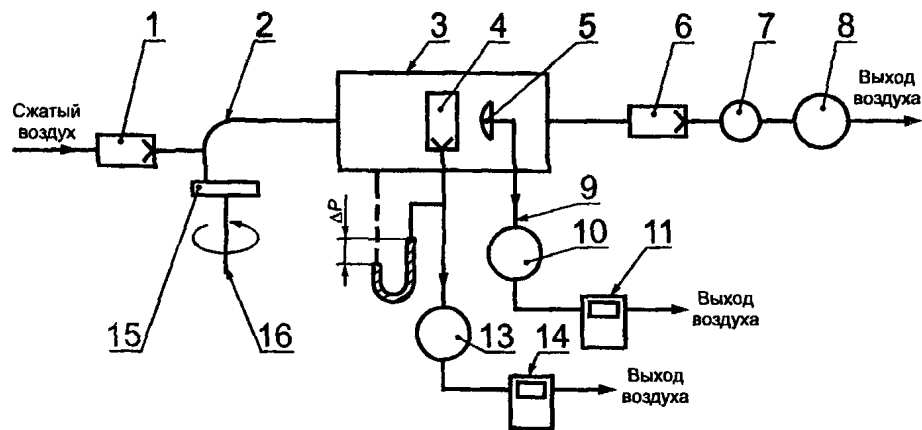 1
2
3
4
5
6
7
8
Сжатый
воздух
Выход
воздуха
ΔP
9
10
11
Выход
воздуха
15
16
13
14
Выход
воздуха